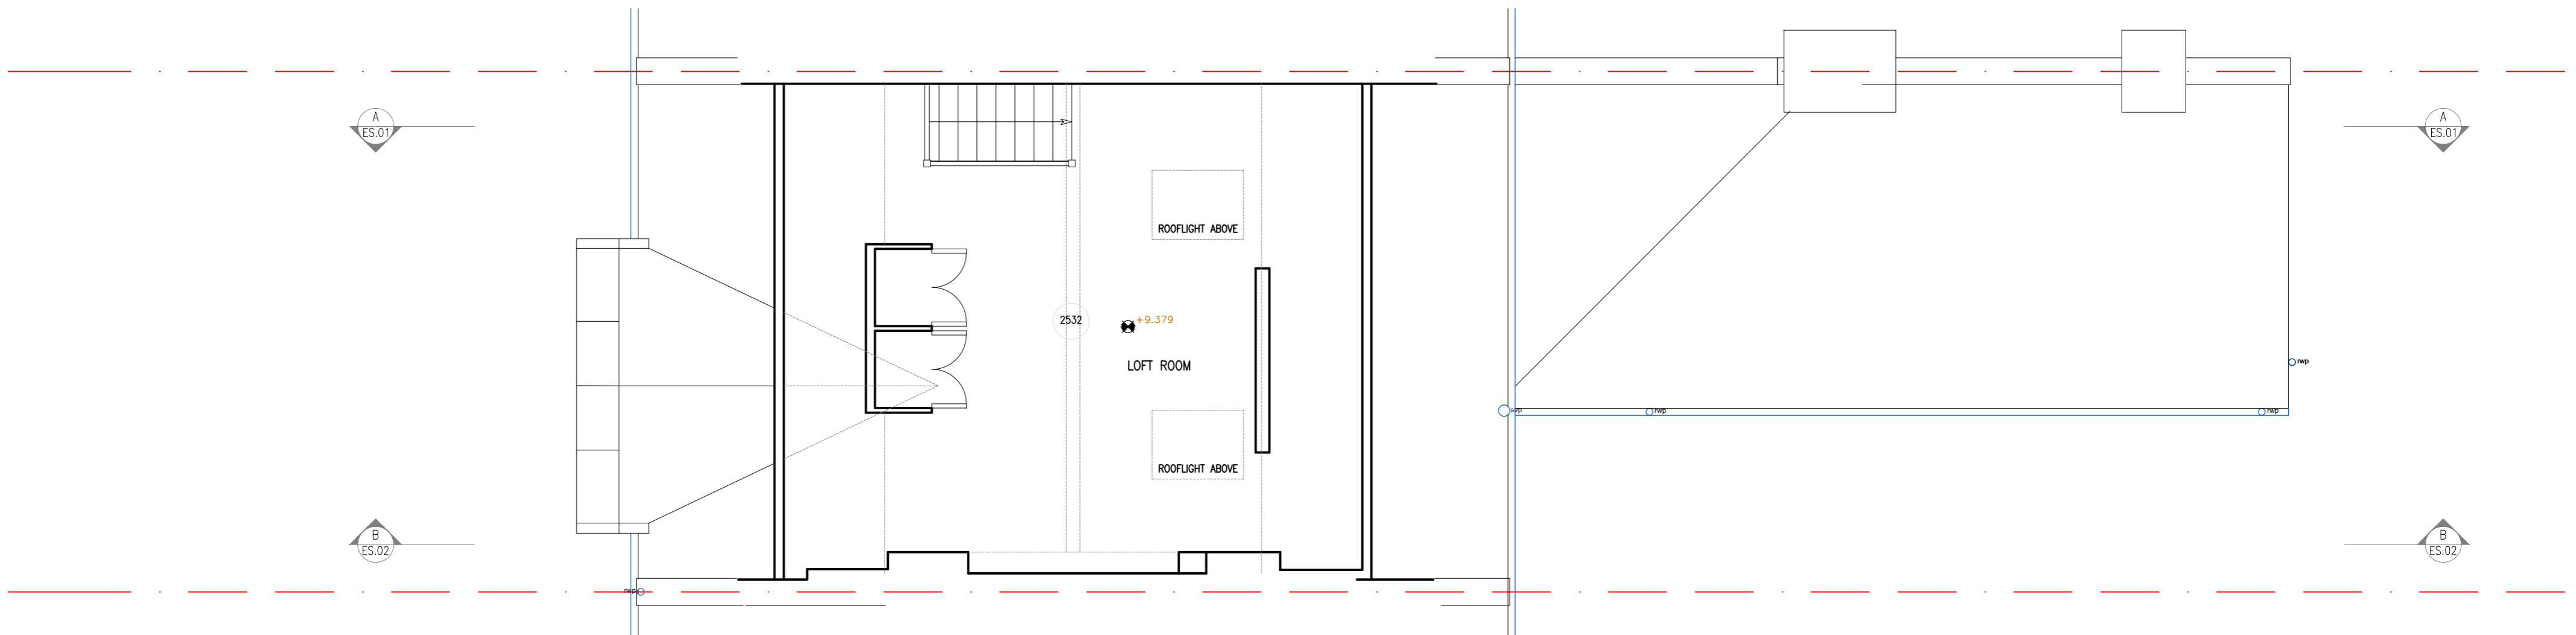 A
ES.01
A
ES.01
ROOFLIGHT ABOVE
2532
+9.379
LOFT ROOM
rwp
svp
rwp
rwp
ROOFLIGHT ABOVE
B
ES.02
B
ES.02
rwp